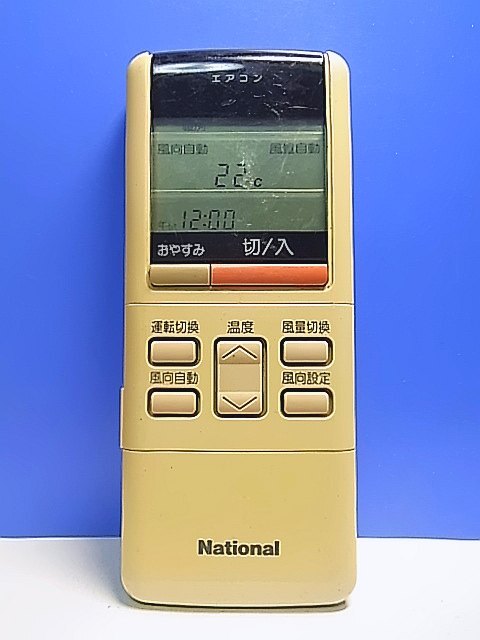 エアコン
風向自動 風量自動
22°C
12:00
おやすみ 切/入
運転切換 温度 風量切換
風向自動 風向設定
National